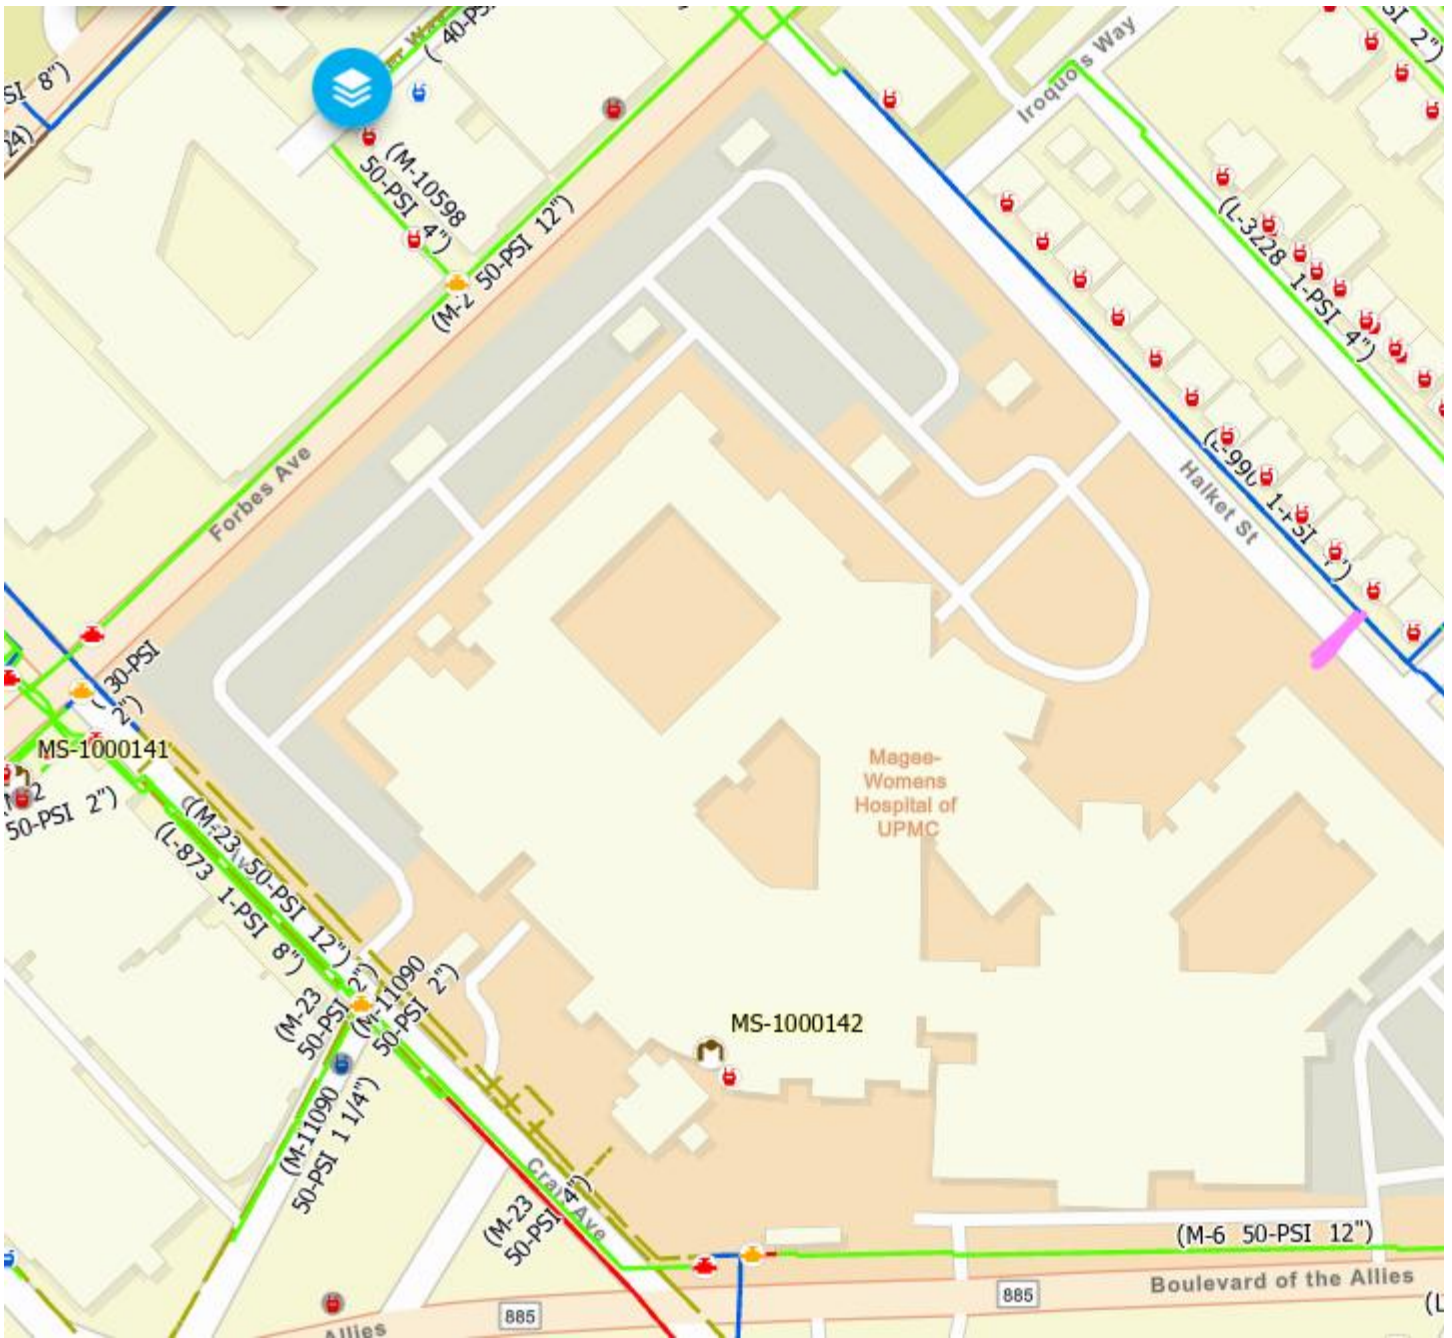 SI 8")
24)
( 40-PS
(M-10598
50-PSI 4")
50-PSI 12")
Iroquois Way
SI 2")
(L-3228 1-PSI 4")
Halket St
Forbes Ave
30-PSI
2")
MS-1000141
50-PSI 2")
(M-23 50-PSI 12")
(L-873 1-PSI 8")
Magee-
Womens
Hospital of
UPMC
(M-23
50-PSI 2")
(M-11090
50-PSI 2")
MS-1000142
(M-11090
50-PSI 1 1/4")
Ave
(M-23
50-PSI 4")
(M-6 50-PSI 12")
Boulevard of the Allies
885
885
Allies
(L